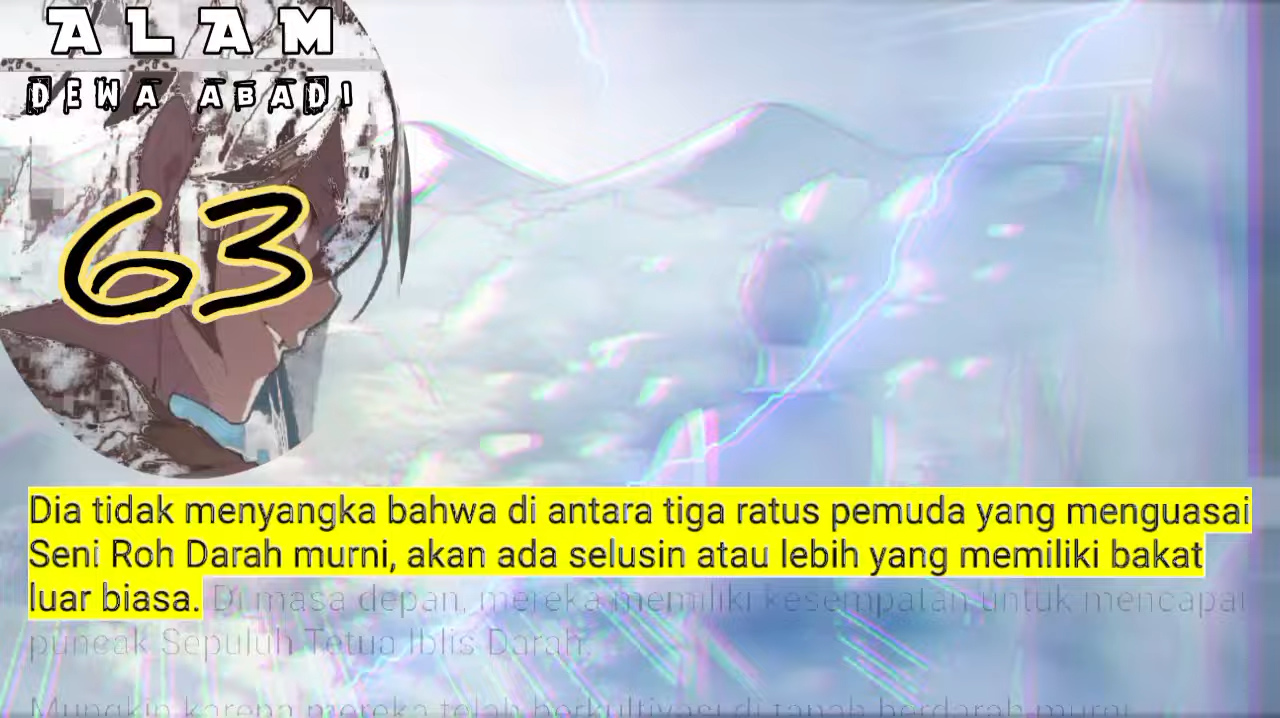 ALAM
DEWA ABADI
63
Dia tidak menyangka bahwa di antara tiga ratus pemuda yang menguasai
Seni Roh Darah murni, akan ada selusin atau lebih yang memiliki bakat
luar biasa. Di masa depan, mereka memiliki kesempatan untuk mencapai
puncak Sepuluh Tetua Iblis Darah.
Mungkin karena mereka telah berkultivasi di tanah berdarah murni